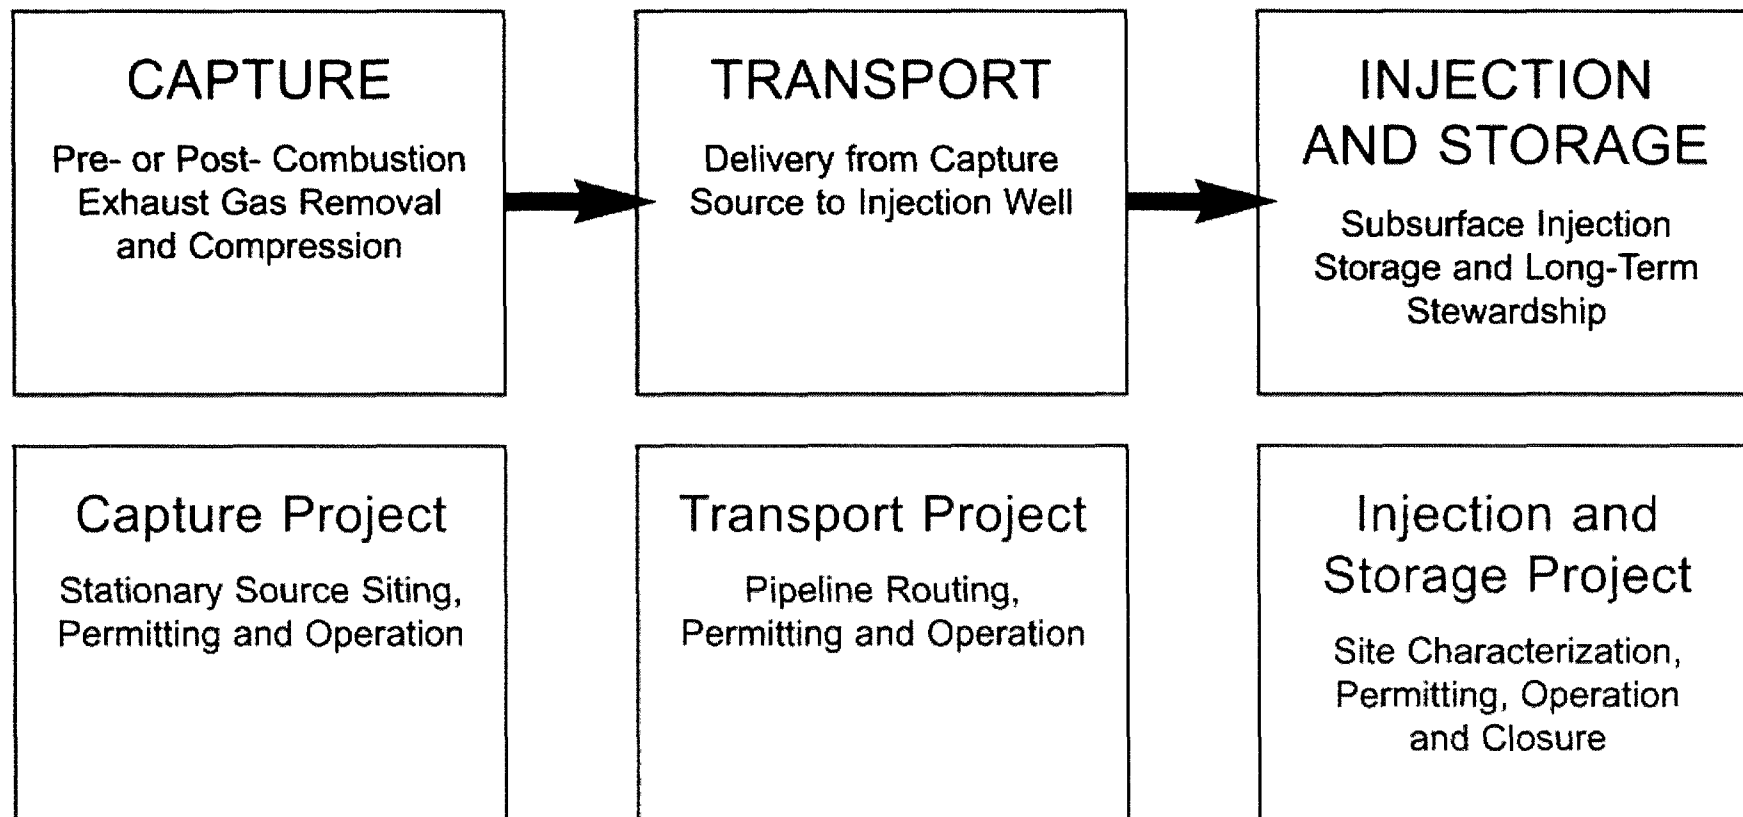 CAPTURE
Pre- or Post- Combustion
Exhaust Gas Removal
and Compression
TRANSPORT
Delivery from Capture
Source to Injection Well
INJECTION
AND STORAGE
Subsurface Injection
Storage and Long-Term
Stewardship
Capture Project
Stationary Source Siting,
Permitting and Operation
Transport Project
Pipeline Routing,
Permitting and Operation
Injection and
Storage Project
Site Characterization,
Permitting, Operation
and Closure